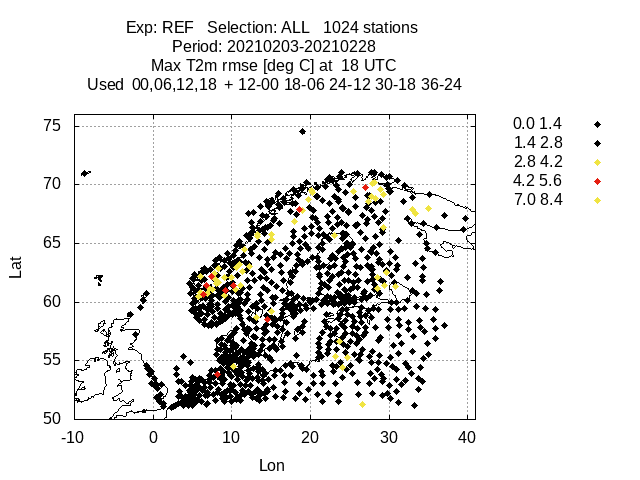 Exp: REF   Selection: ALL   1024 stations
Period: 20210203-20210228
Max T2m rmse [deg C] at  18 UTC
Used  00,06,12,18  + 12-00 18-06 24-12 30-18 36-24
0.0 1.4
1.4 2.8
2.8 4.2
4.2 5.6
7.0 8.4
75
70
65
60
55
50
Lat
-10 0 10 20 30 40
Lon